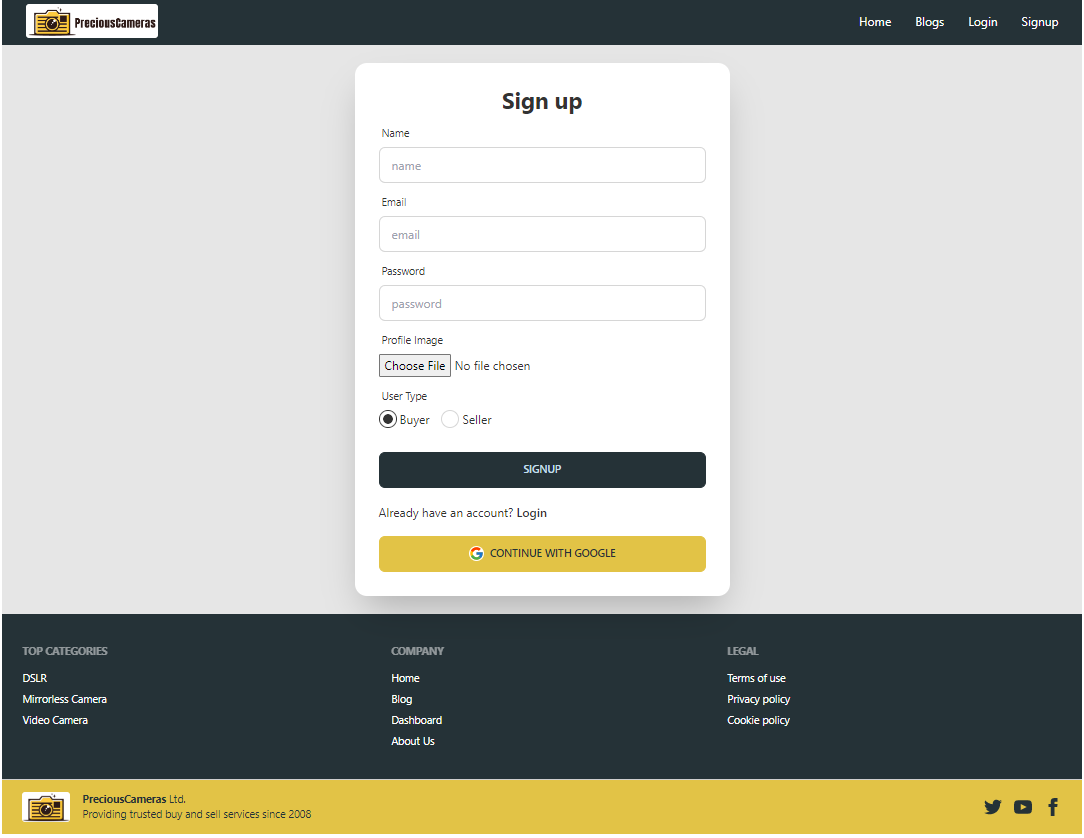 PreciousCameras
Home Blogs Login Signup
Sign up
Name
name
Email
email
Password
password
Profile Image
Choose File No file chosen
User Type
Buyer Seller
SIGNUP
Already have an account? Login
CONTINUE WITH GOOGLE
TOP CATEGORIES
DSLR
Mirrorless Camera
Video Camera
COMPANY
Home
Blog
Dashboard
About Us
LEGAL
Terms of use
Privacy policy
Cookie policy
PreciousCameras Ltd.
Providing trusted buy and sell services since 2008